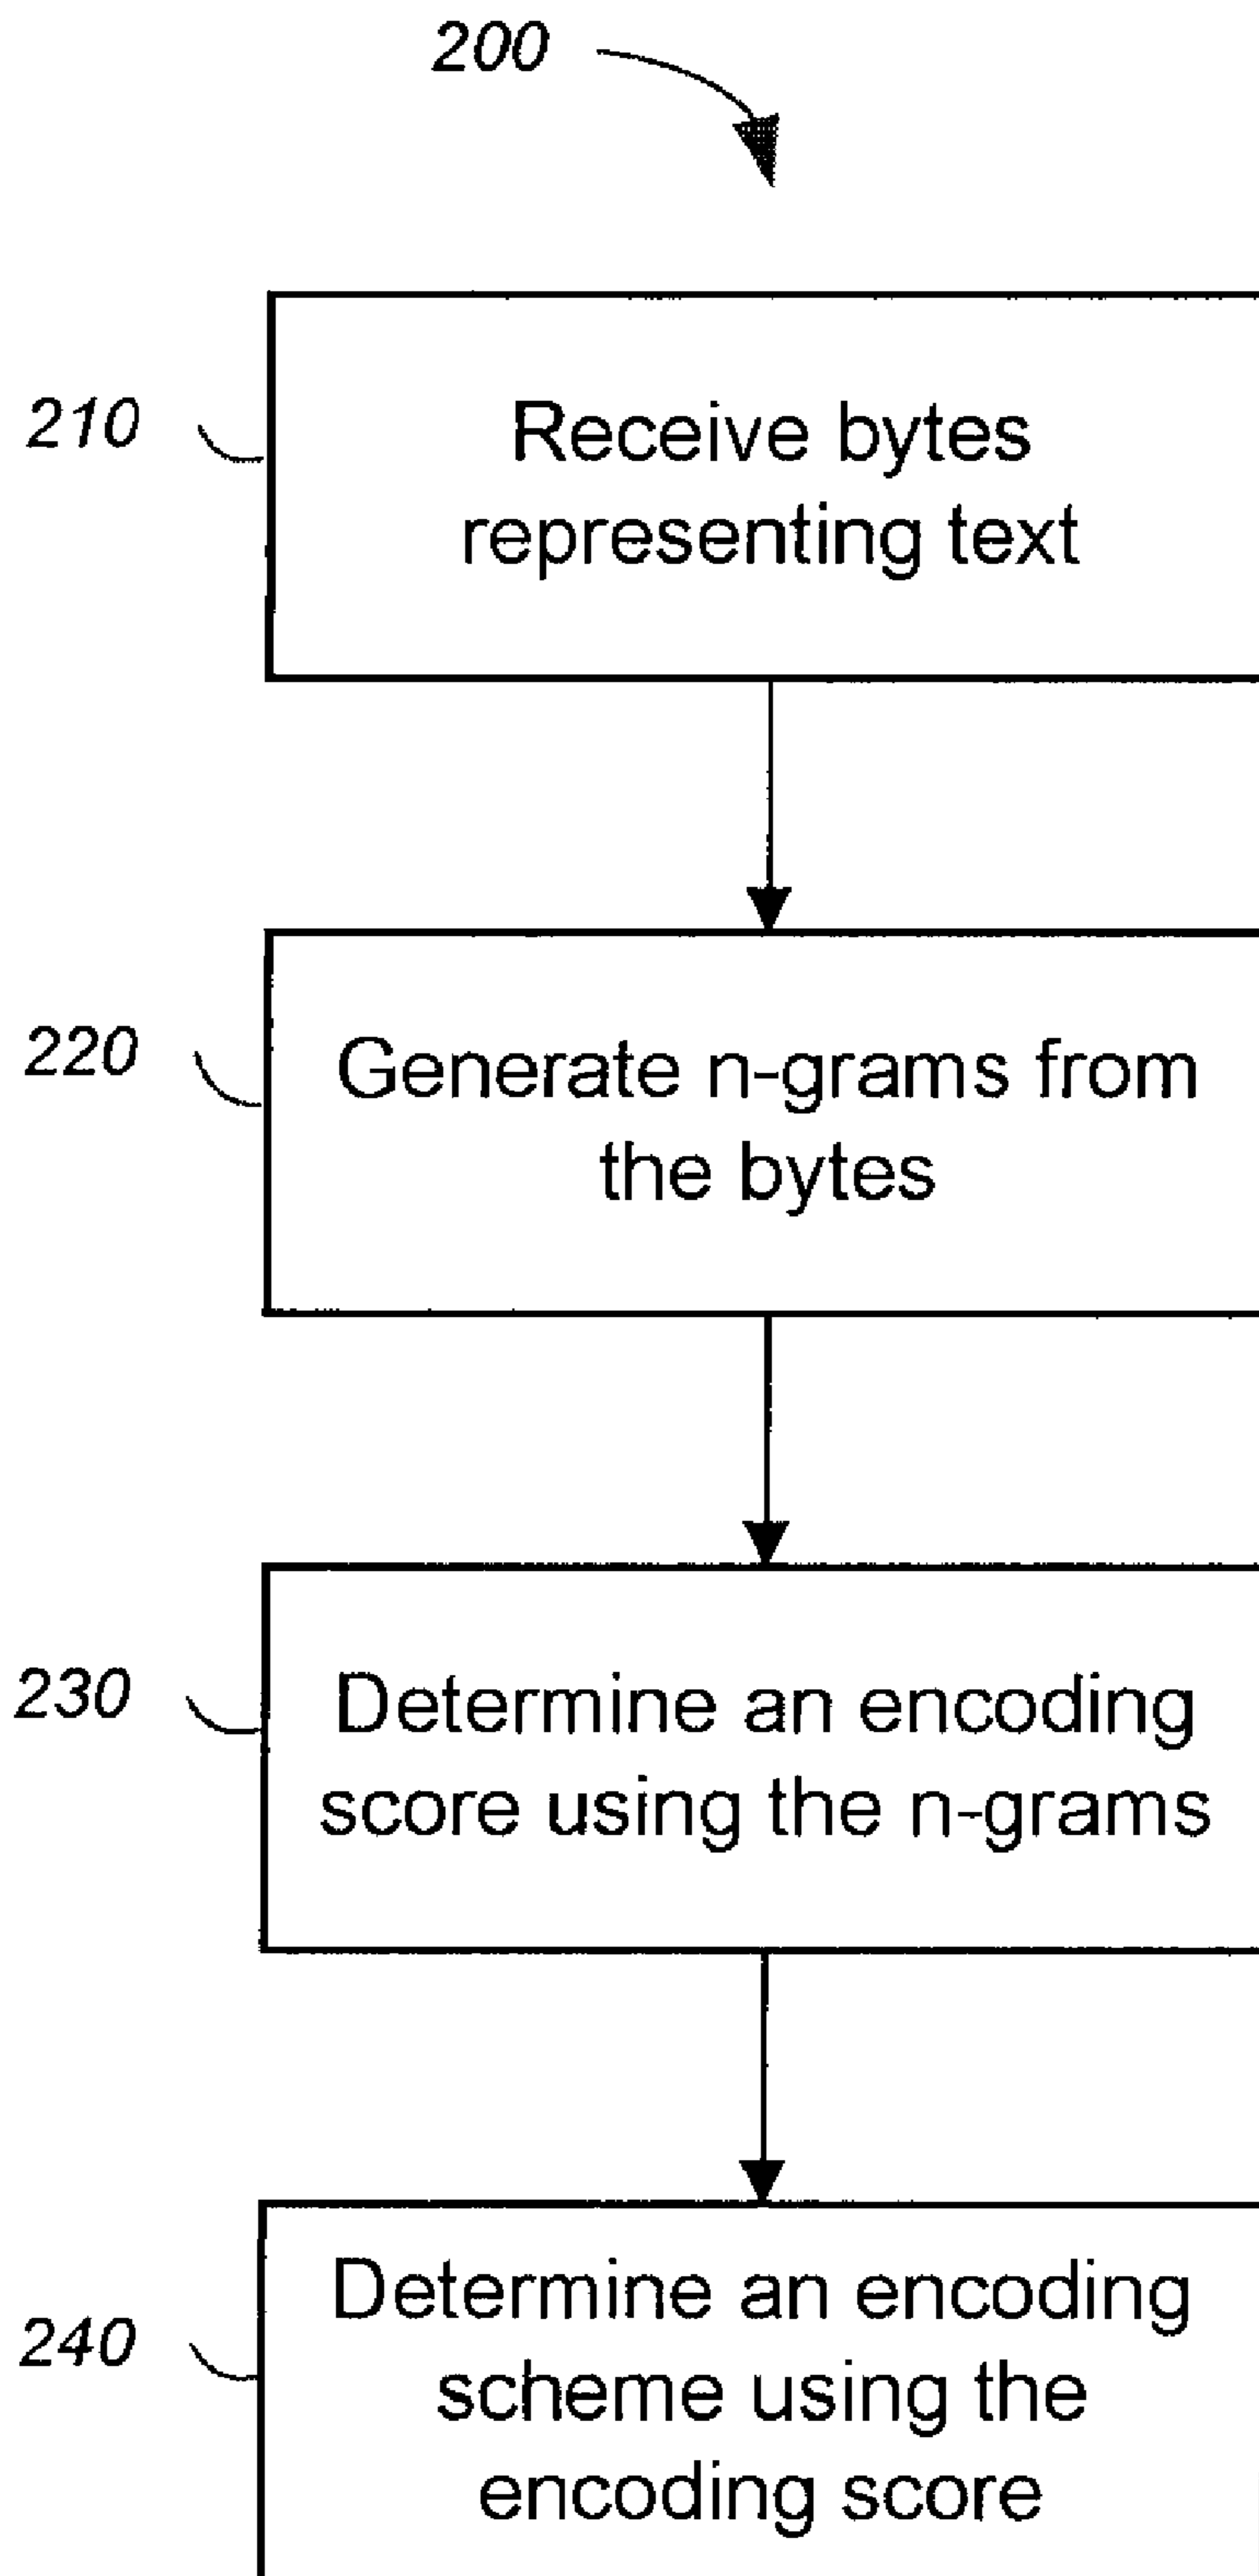 200
210
Receive bytes
representing text
220
Generate n-grams from
the bytes
230
Determine an encoding
score using the n-grams
240
Determine an encoding
scheme using the
encoding score